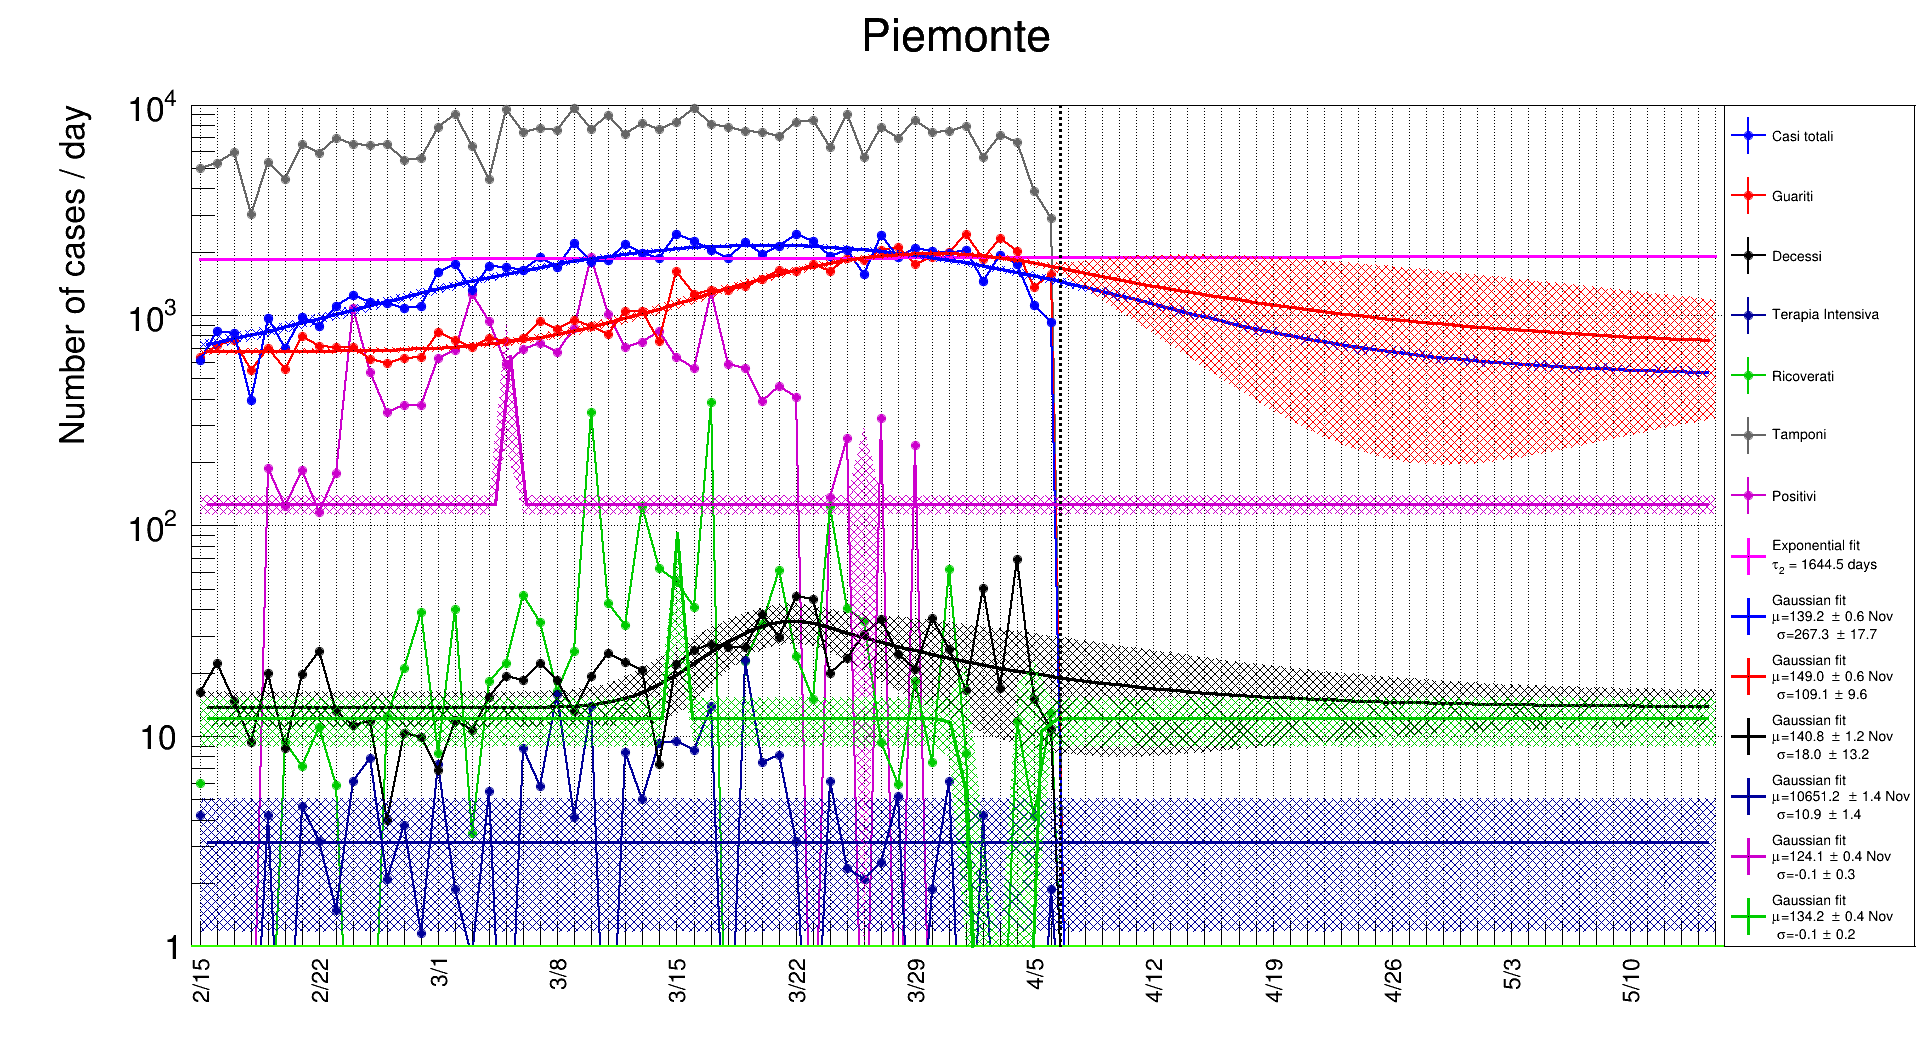 Piemonte
Number of cases / day
10⁴
10³
10²
10
1
2/15
2/22
3/1
3/8
3/15
3/22
3/29
4/5
4/12
4/19
4/26
5/3
5/10
Casi totali
Guariti
Decessi
Terapia Intensiva
Ricoverati
Tamponi
Positivi
Exponential fit
τ₂ = 1644.5 days
Gaussian fit
μ=139.2 ± 0.6 Nov
σ=267.3 ± 17.7
Gaussian fit
μ=149.0 ± 0.6 Nov
σ=109.1 ± 9.6
Gaussian fit
μ=140.8 ± 1.2 Nov
σ=18.0 ± 13.2
Gaussian fit
μ=10651.2 ± 1.4 Nov
σ=10.9 ± 1.4
Gaussian fit
μ=124.1 ± 0.4 Nov
σ=-0.1 ± 0.3
Gaussian fit
μ=134.2 ± 0.4 Nov
σ=-0.1 ± 0.2